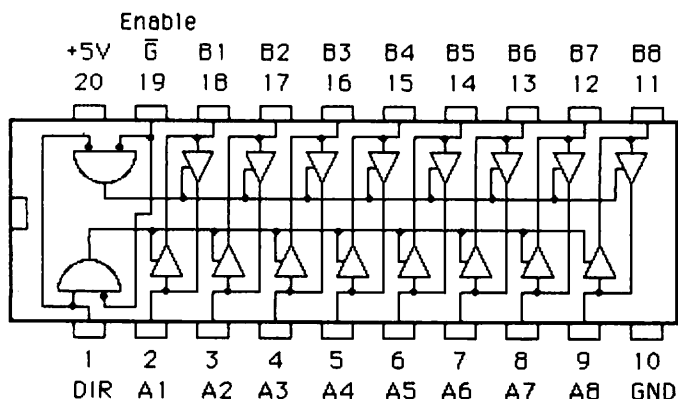 Enable
+5V G̅ B1 B2 B3 B4 B5 B6 B7 B8
20 19 18 17 16 15 14 13 12 11
1 2 3 4 5 6 7 8 9 10
DIR A1 A2 A3 A4 A5 A6 A7 A8 GND